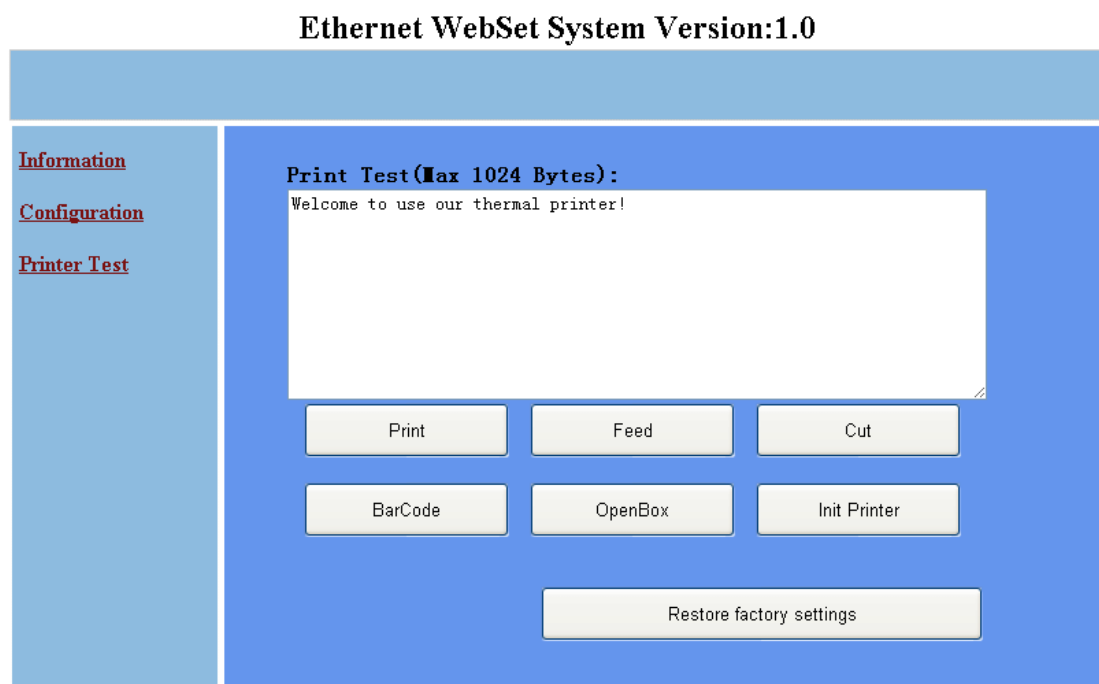 Ethernet WebSet System Version:1.0
Information
Configuration
Printer Test
Print Test(Max 1024 Bytes):
Welcome to use our thermal printer!
Print Feed Cut
BarCode OpenBox Init Printer
Restore factory settings